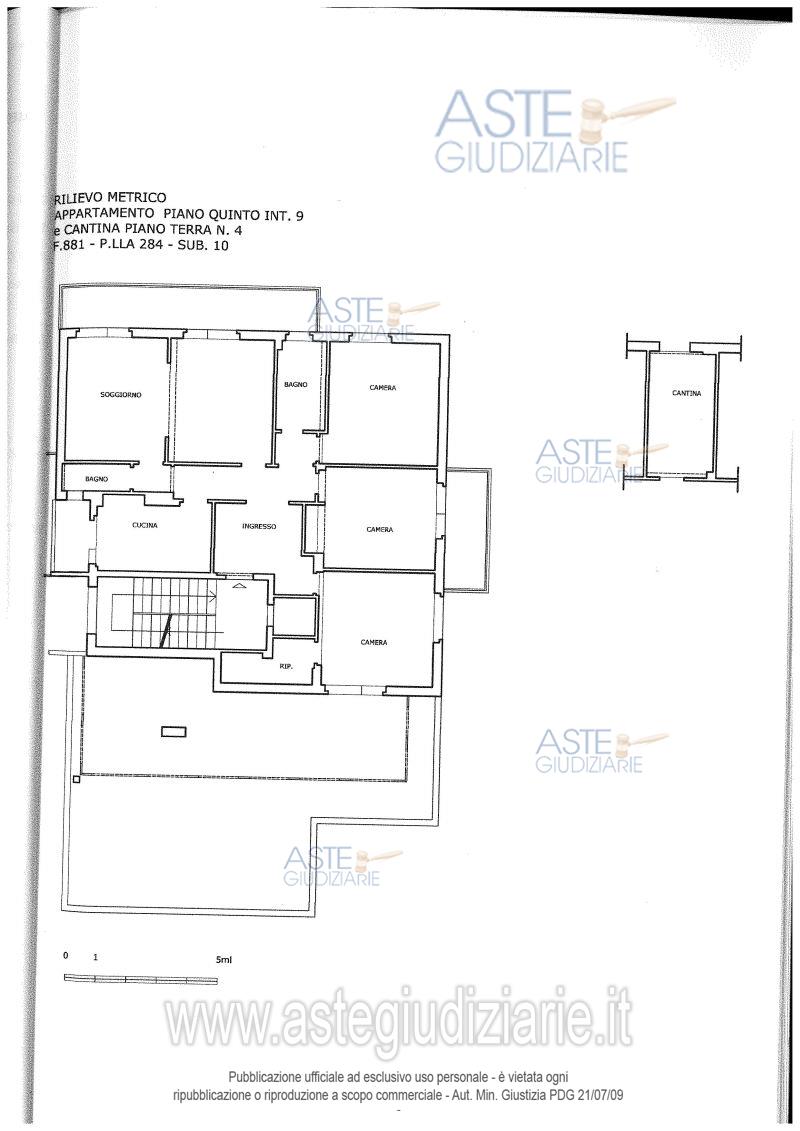 ASTE
GIUDIZIARIE
RILIEVO METRICO
APPARTAMENTO PIANO QUINTO INT. 9
e CANTINA PIANO TERRA N. 4
F.881 - P.LLA 284 - SUB. 10
ASTE
GIUDIZIARIE
SOGGIORNO
BAGNO
CAMERA
CANTINA
ASTE
GIUDIZIARIE
BAGNO
CUCINA
INGRESSO
CAMERA
CAMERA
RIP.
ASTE
GIUDIZIARIE
ASTE
GIUDIZIARIE
0 1 5ml
www.astegiudiziarie.it
Pubblicazione ufficiale ad esclusivo uso personale - è vietata ogni
ripubblicazione o riproduzione a scopo commerciale - Aut. Min. Giustizia PDG 21/07/09
-